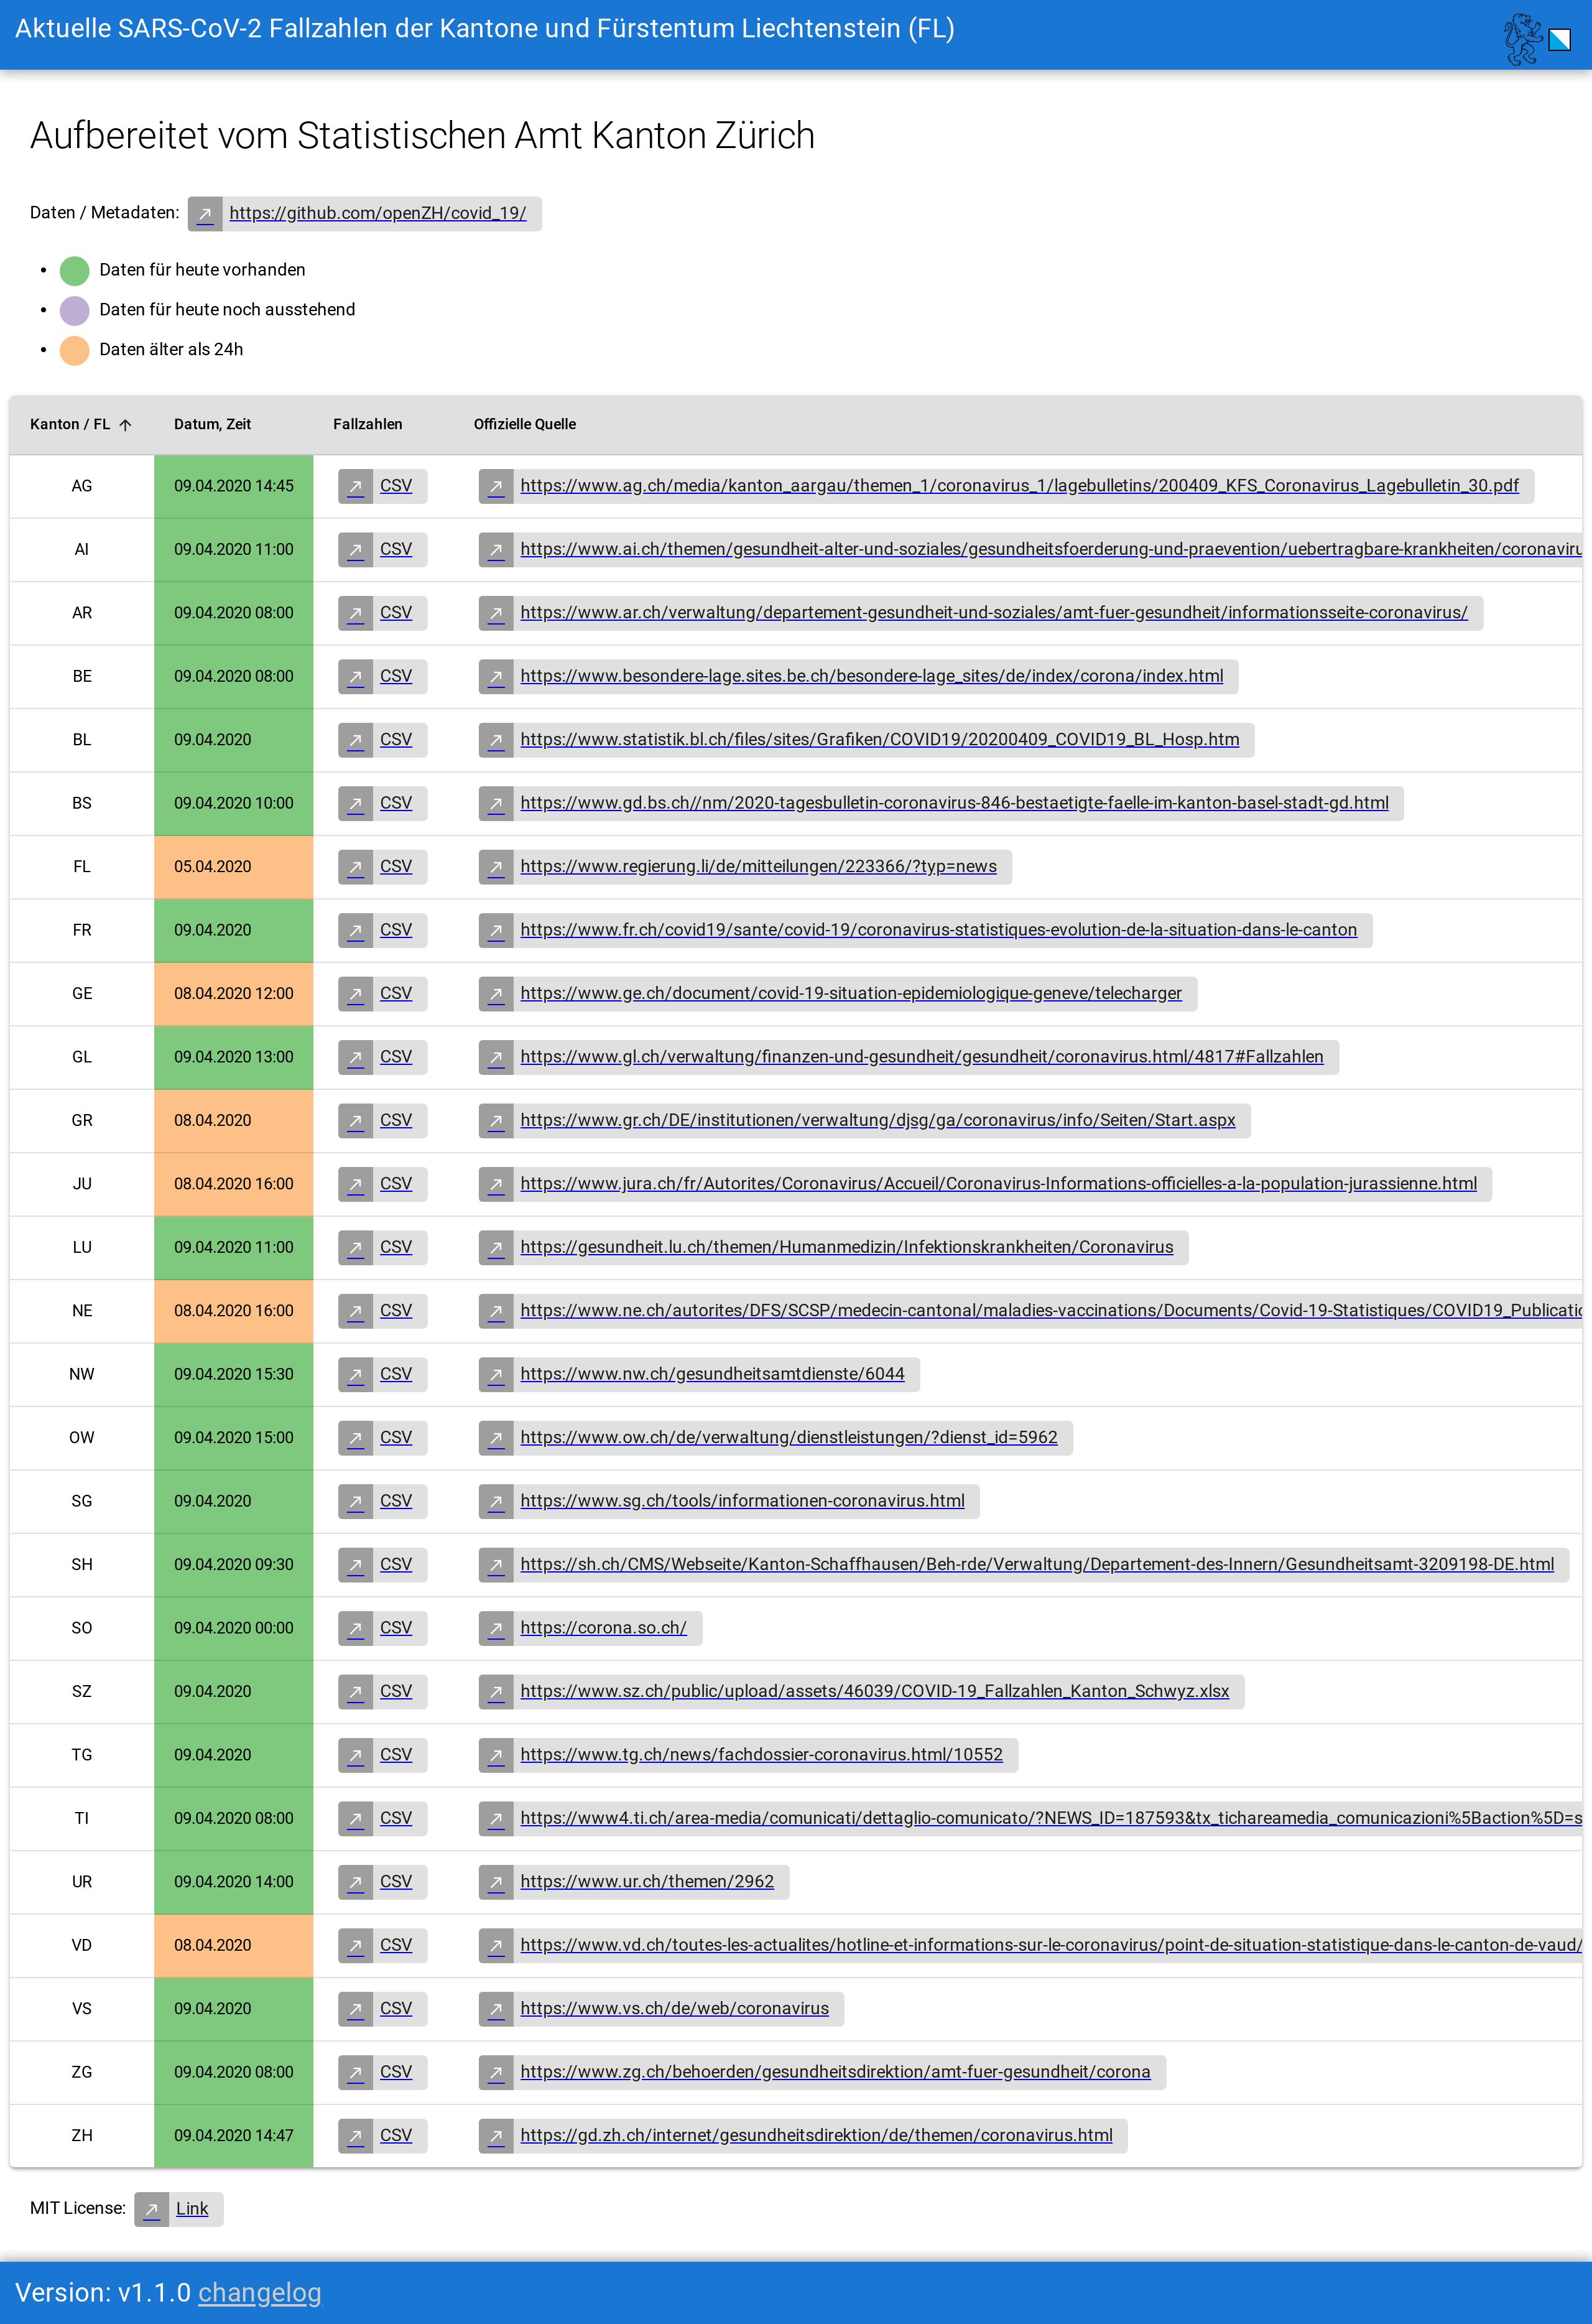 Aktuelle SARS-CoV-2 Fallzahlen der Kantone und Fürstentum Liechtenstein (FL)
Aufbereitet vom Statistischen Amt Kanton Zürich
Daten / Metadaten: https://github.com/openZH/covid_19/
Daten für heute vorhanden
Daten für heute noch ausstehend
Daten älter als 24h
Kanton / FL Datum, Zeit Fallzahlen Offizielle Quelle
AG 09.04.2020 14:45 CSV https://www.ag.ch/media/kanton_aargau/themen_1/coronavirus_1/lagebulletins/200409_KFS_Coronavirus_Lagebulletin_30.pdf
AI 09.04.2020 11:00 CSV https://www.ai.ch/themen/gesundheit-alter-und-soziales/gesundheitsfoerderung-und-praevention/uebertragbare-krankheiten/coronaviru
AR 09.04.2020 08:00 CSV https://www.ar.ch/verwaltung/departement-gesundheit-und-soziales/amt-fuer-gesundheit/informationsseite-coronavirus/
BE 09.04.2020 08:00 CSV https://www.besondere-lage.sites.be.ch/besondere-lage_sites/de/index/corona/index.html
BL 09.04.2020 CSV https://www.statistik.bl.ch/files/sites/Grafiken/COVID19/20200409_COVID19_BL_Hosp.htm
BS 09.04.2020 10:00 CSV https://www.gd.bs.ch//nm/2020-tagesbulletin-coronavirus-846-bestaetigte-faelle-im-kanton-basel-stadt-gd.html
FL 05.04.2020 CSV https://www.regierung.li/de/mitteilungen/223366/?typ=news
FR 09.04.2020 CSV https://www.fr.ch/covid19/sante/covid-19/coronavirus-statistiques-evolution-de-la-situation-dans-le-canton
GE 08.04.2020 12:00 CSV https://www.ge.ch/document/covid-19-situation-epidemiologique-geneve/telecharger
GL 09.04.2020 13:00 CSV https://www.gl.ch/verwaltung/finanzen-und-gesundheit/gesundheit/coronavirus.html/4817#Fallzahlen
GR 08.04.2020 CSV https://www.gr.ch/DE/institutionen/verwaltung/djsg/ga/coronavirus/info/Seiten/Start.aspx
JU 08.04.2020 16:00 CSV https://www.jura.ch/fr/Autorites/Coronavirus/Accueil/Coronavirus-Informations-officielles-a-la-population-jurassienne.html
LU 09.04.2020 11:00 CSV https://gesundheit.lu.ch/themen/Humanmedizin/Infektionskrankheiten/Coronavirus
NE 08.04.2020 16:00 CSV https://www.ne.ch/autorites/DFS/SCSP/medecin-cantonal/maladies-vaccinations/Documents/Covid-19-Statistiques/COVID19_Publicatio
NW 09.04.2020 15:30 CSV https://www.nw.ch/gesundheitsamtdienste/6044
OW 09.04.2020 15:00 CSV https://www.ow.ch/de/verwaltung/dienstleistungen/?dienst_id=5962
SG 09.04.2020 CSV https://www.sg.ch/tools/informationen-coronavirus.html
SH 09.04.2020 09:30 CSV https://sh.ch/CMS/Webseite/Kanton-Schaffhausen/Beh-rde/Verwaltung/Departement-des-Innern/Gesundheitsamt-3209198-DE.html
SO 09.04.2020 00:00 CSV https://corona.so.ch/
SZ 09.04.2020 CSV https://www.sz.ch/public/upload/assets/46039/COVID-19_Fallzahlen_Kanton_Schwyz.xlsx
TG 09.04.2020 CSV https://www.tg.ch/news/fachdossier-coronavirus.html/10552
TI 09.04.2020 08:00 CSV https://www4.ti.ch/area-media/comunicati/dettaglio-comunicato/?NEWS_ID=187593&tx_tichareamedia_comunicazioni%5Baction%5D=s
UR 09.04.2020 14:00 CSV https://www.ur.ch/themen/2962
VD 08.04.2020 CSV https://www.vd.ch/toutes-les-actualites/hotline-et-informations-sur-le-coronavirus/point-de-situation-statistique-dans-le-canton-de-vaud/
VS 09.04.2020 CSV https://www.vs.ch/de/web/coronavirus
ZG 09.04.2020 08:00 CSV https://www.zg.ch/behoerden/gesundheitsdirektion/amt-fuer-gesundheit/corona
ZH 09.04.2020 14:47 CSV https://gd.zh.ch/internet/gesundheitsdirektion/de/themen/coronavirus.html
MIT License: Link
Version: v1.1.0 changelog